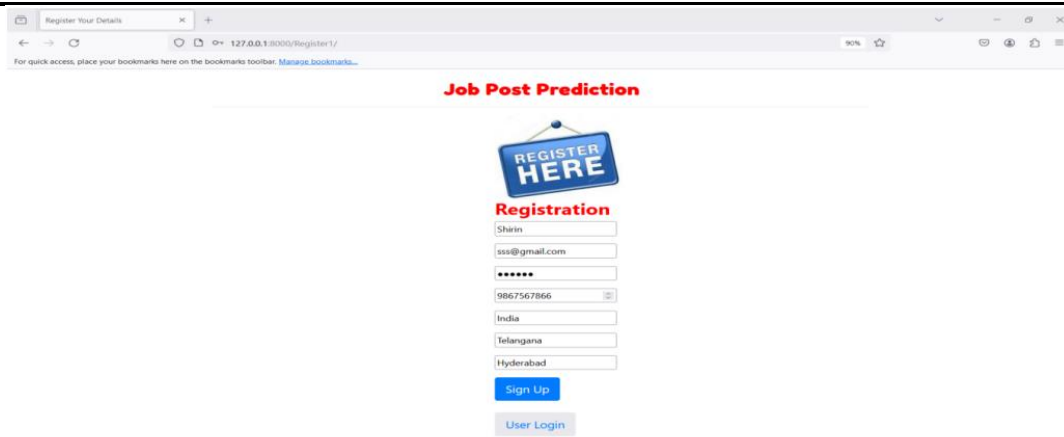 Register Your Details
127.0.0.1:8000/Register1/
90%
For quick access, place your bookmarks here on the bookmarks toolbar. Manage bookmarks...
Job Post Prediction
REGISTER
HERE
Registration
Shirin
sss@gmail.com
••••••
9867567866
India
Telangana
Hyderabad
Sign Up
User Login